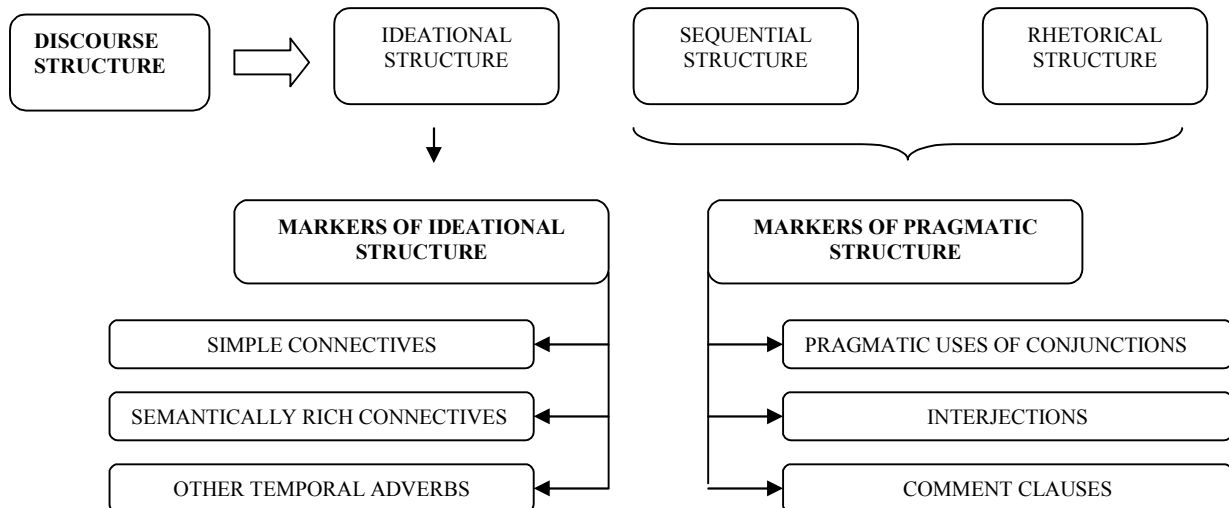 DISCOURSE
STRUCTURE
IDEATIONAL
STRUCTURE
SEQUENTIAL
STRUCTURE
RHETORICAL
STRUCTURE
MARKERS OF IDEATIONAL
STRUCTURE
MARKERS OF PRAGMATIC
STRUCTURE
SIMPLE CONNECTIVES
PRAGMATIC USES OF CONJUNCTIONS
SEMANTICALLY RICH CONNECTIVES
INTERJECTIONS
OTHER TEMPORAL ADVERBS
COMMENT CLAUSES